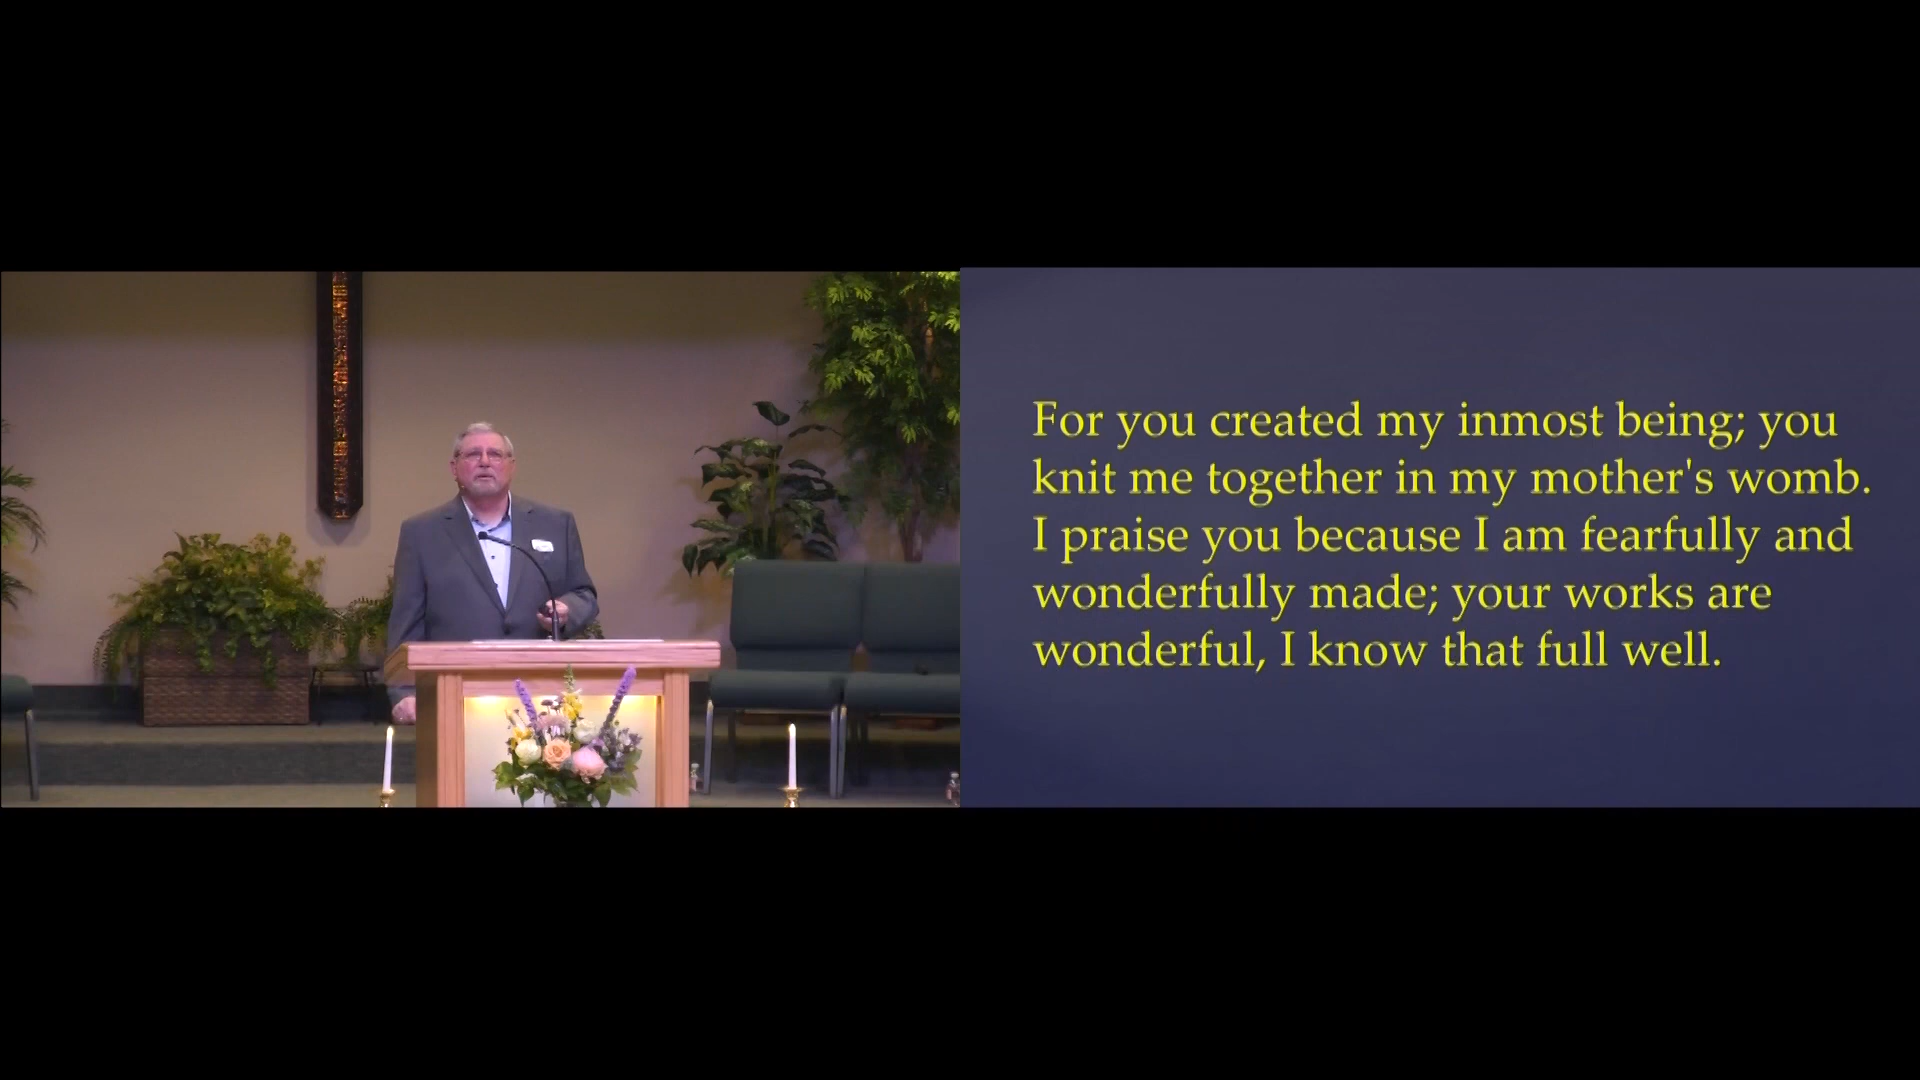 For you created my inmost being; you
knit me together in my mother's womb.
I praise you because I am fearfully and
wonderfully made; your works are
wonderful, I know that full well.